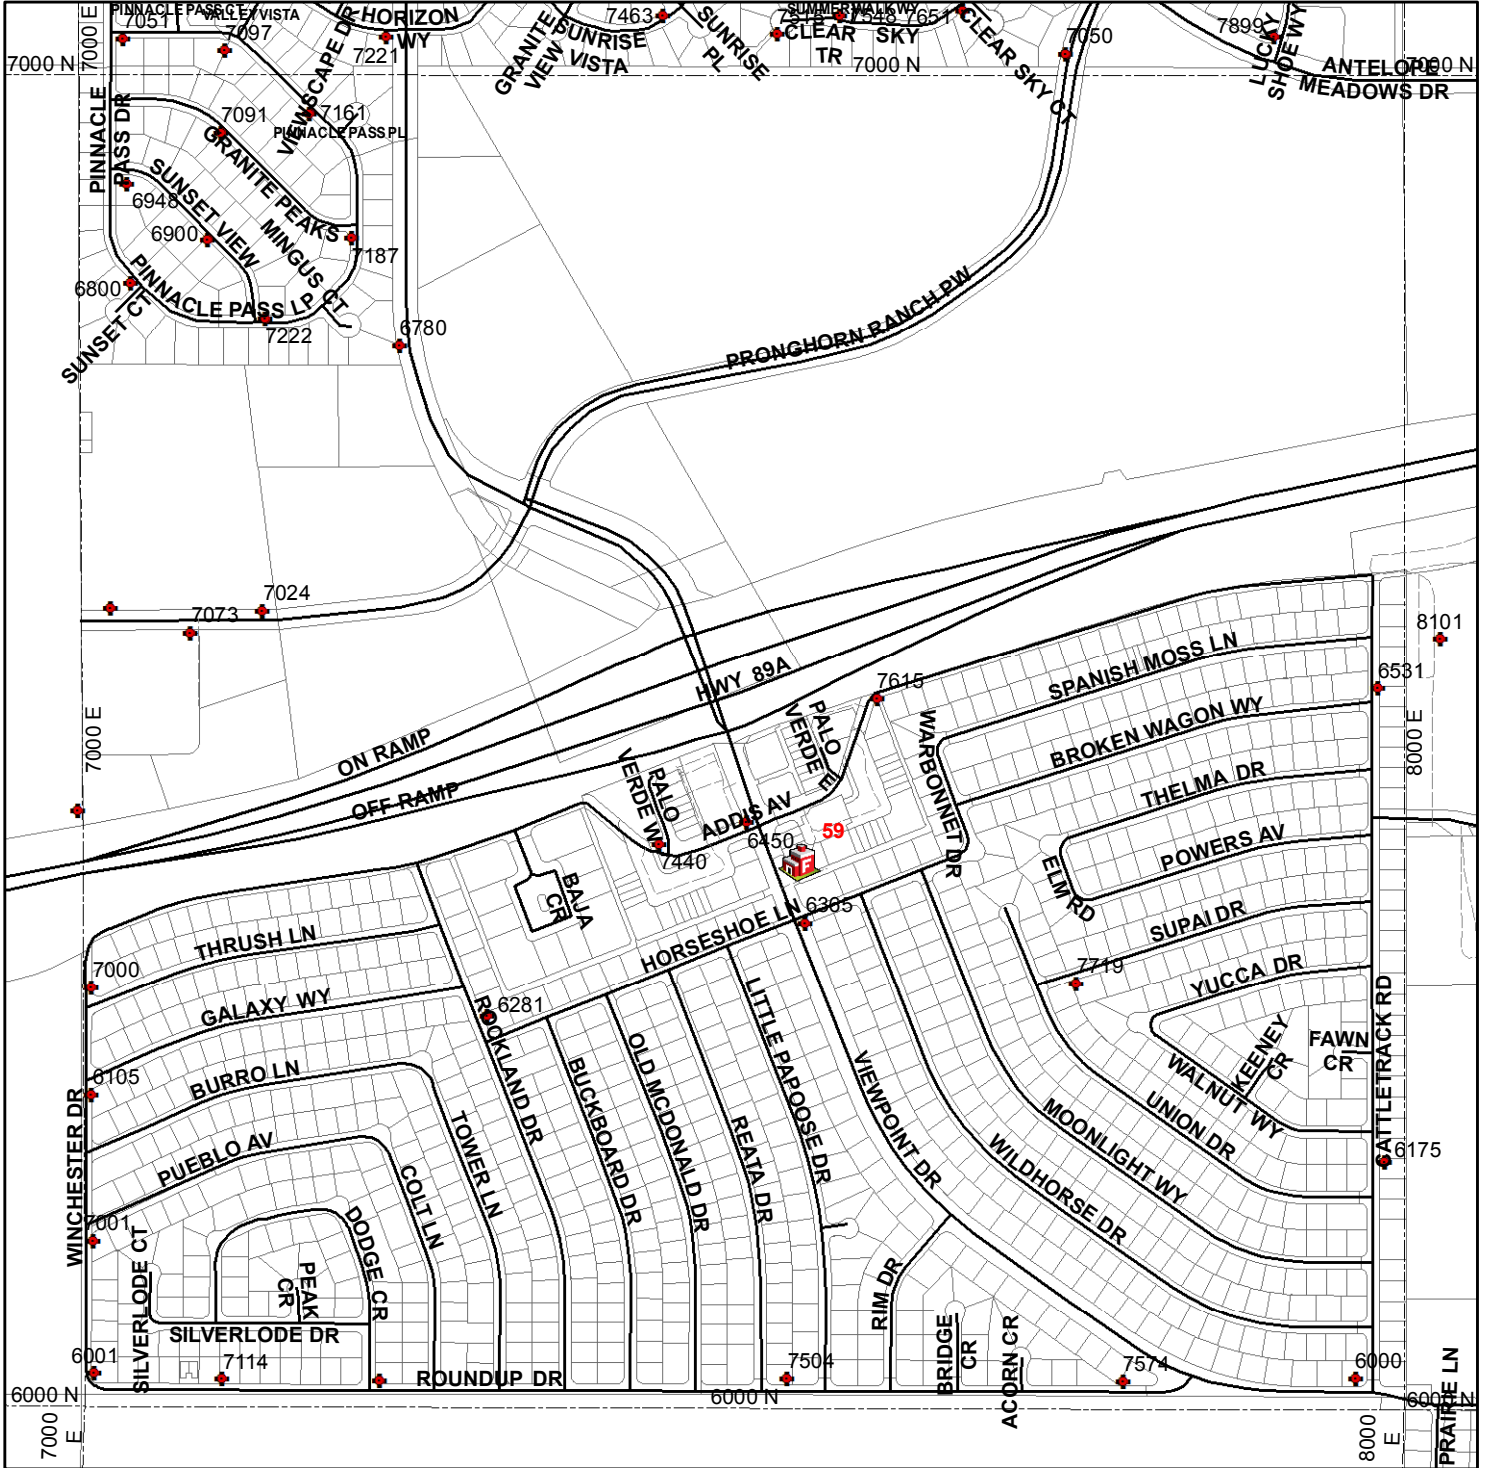 PINNACLE PASS CT
VALLEY VISTA
7051
7097
7000 E
VIEWSCAPE DR
HORIZON
WY
7221
GRANITE
VIEW
SUNRISE
VISTA
7463
SUNRISE
PL
SUMMERWALK WY
7548
7651
CLEAR
TR
SKY
CLEAR SKY CT
7050
7899
LUCKY
SHOE WY
7000 N
7000 N
7000 N
ANTELOPE
MEADOWS DR
PINNACLE
PASS DR
7091
7161
PINNACLE PASS PL
GRANITE PEAKS
SUNSET VIEW
6948
6900
MINGUS CT
7187
6800
PINNACLE PASS LP
SUNSET CT
7222
6780
PRONGHORN RANCH PW
7024
7073
7000 E
HWY 89A
ON RAMP
OFF RAMP
8101
6531
8000 E
7615
SPANISH MOSS LN
BROKEN WAGON WY
THELMA DR
POWERS AV
SUPAI DR
YUCCA DR
ELM RD
WARBONNET DR
PALO
VERDE E
PALO
VERDE W
ADDIS AV
6450
7440
59
F
6365
HORSESHOE LN
BAJA
CR
THRUSH LN
7000
GALAXY WY
6281
BURRO LN
6105
PUEBLO AV
WINCHESTER DR
7001
ROCKLAND DR
TOWER LN
COLT LN
DODGE CR
BUCKBOARD DR
OLD MCDONALD DR
REATA DR
LITTLE PAPOOSE DR
VIEWPOINT DR
WILDHORSE DR
MOONLIGHT WY
UNION DR
WALNUT WY
KEENEY
CR
FAWN
CR
7719
CATTLETRACK RD
6175
SILVERLODE CT
PEAK
CR
SILVERLODE DR
6001
7114
ROUNDUP DR
7504
RIM DR
BRIDGE
CR
ACORN CR
7574
6000
6000 N
6000 N
6000 N
PRAIRIE LN
7000
E
8000
E